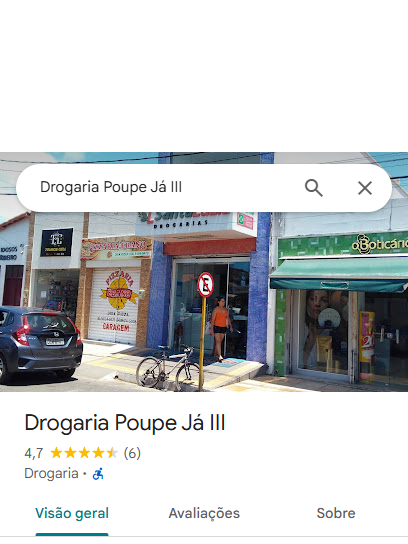 Drogaria Poupe Já III
DROGARIAS
oBoticário
PIZZARIA
GARAGEM
Drogaria Poupe Já III
4,7 (6)
Drogaria ·
Visão geral
Avaliações
Sobre